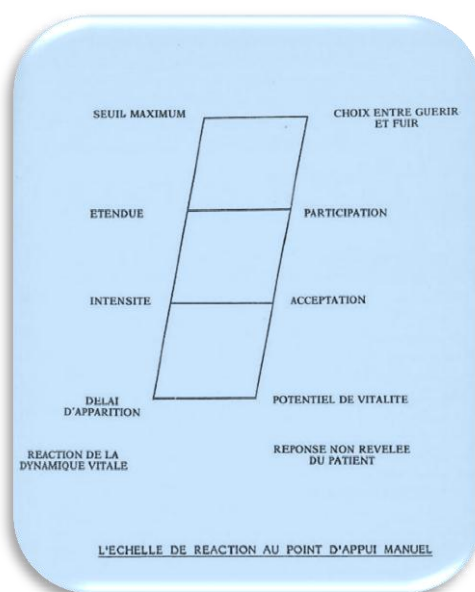 SEUIL MAXIMUM
CHOIX ENTRE GUERIR
ET FUIR
ETENDUE
PARTICIPATION
INTENSITE
ACCEPTATION
DELAI
D'APPARITION
POTENTIEL DE VITALITE
REACTION DE LA
DYNAMIQUE VITALE
REPONSE NON REVELEE
DU PATIENT
L'ECHELLE DE REACTION AU POINT D'APPUI MANUEL